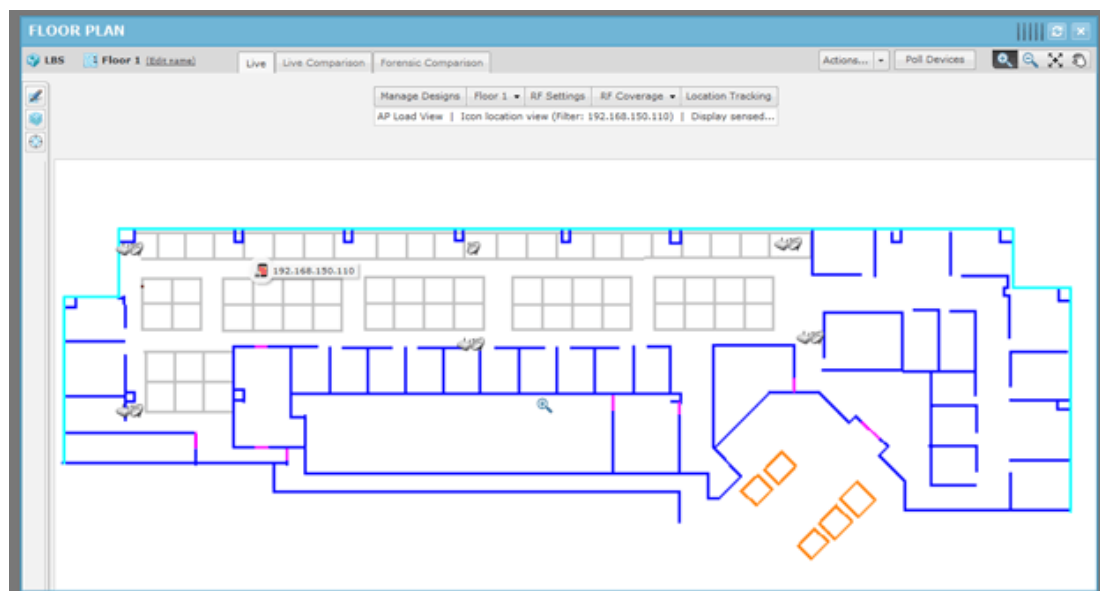 FLOOR PLAN
LBS Floor 1 (Edit name) Live Live Comparison Forensic Comparison Actions... Poll Devices
Manage Designs Floor 1 RF Settings RF Coverage Location Tracking
AP Load View | Icon location view (Filter: 192.168.150.110) | Display sensed...
192.168.150.110